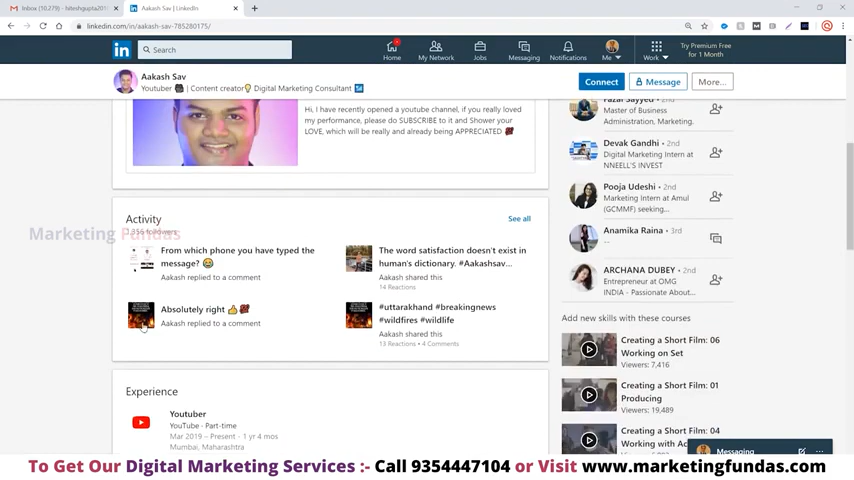 Inbox (10,279) - hiteshgupta201
Aakash Sav | LinkedIn
linkedin.com/in/aakash-sav-785280175/
in
Search
Home
My Network
Jobs
Messaging
Notifications
Me
Work
Try Premium Free
for 1 Month
Aakash Sav
Youtuber | Content creator Digital Marketing Consultant
Connect
Message
More...
Hi, I have recently opened a youtube channel, if you really loved
my performance, please do SUBSCRIBE to it and Shower your
LOVE, which will be really and already being APPRECIATED 💯
Activity
See all
Marketing Fundas
From which phone you have typed the
message? 😂
Aakash replied to a comment
The word satisfaction doesn't exist in
human's dictionary. #Aakashsav...
Aakash shared this
14 Reactions
Absolutely right 👍💯
Aakash replied to a comment
#uttarakhand #breakingnews
#wildfires #wildlife
Aakash shared this
13 Reactions • 4 Comments
Experience
Youtuber
YouTube · Part-time
Mar 2019 – Present · 1 yr 4 mos
Mumbai, Maharashtra
Master of Business
Administration, Marketing.
Devak Gandhi • 2nd
Digital Marketing Intern at
NNEELL'S INVEST
Pooja Udeshi • 2nd
Marketing Intern at Amul
(GCMMF) seeking...
Anamika Raina • 3rd
...
ARCHANA DUBEY • 2nd
Entrepreneur at OMG
INDIA - Passionate About...
Add new skills with these courses
Creating a Short Film: 06
Working on Set
Viewers: 7,416
Creating a Short Film: 01
Producing
Viewers: 19,489
Creating a Short Film: 04
Working with Ac
Messaging
To Get Our Digital Marketing Services :- Call 9354447104 or Visit www.marketingfundas.com